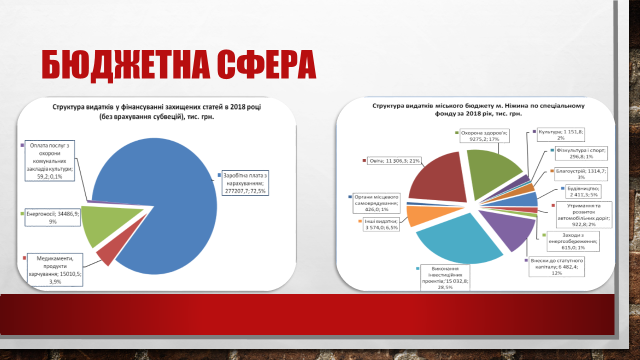 БЮДЖЕТНА СФЕРА
Структура видатків у фінансуванні захищених статей в 2018 році
(без врахування субвецій), тис. грн.
Оплата послуг з
охорони
комунальних
закладів культури;
59,2; 0,1%
Заробітна плата з
нарахуваннями;
277207,7; 72,5%
Енергоносії; 34486,9;
9%
Медикаменти,
продукти
харчування; 15010,5;
3,9%
Структура видатків міського бюджету м. Ніжина по спеціальному
фонду за 2018 рік, тис. грн.
Охорона здоров'я;
9275,2; 17%
Культура; 1 151,8;
2%
Фізкультура і спорт;
296,8; 1%
Освіта; 11 306,3; 21%
Благоустрій; 1314,7;
3%
Будівництво;
2 411,3; 5%
Органи місцевого
самоврядування;
426,0; 1%
Утримання та
розвиток
автомобільних доріг;
922,8; 2%
Інші видатки;
3 574,0; 6,5%
Заходи з
енергозбереження;
615,0; 1%
Внески до статутного
капіталу; 6 482,4;
12%
Виконання
інвестиційних
проектів; 15 032,8;
28,5%